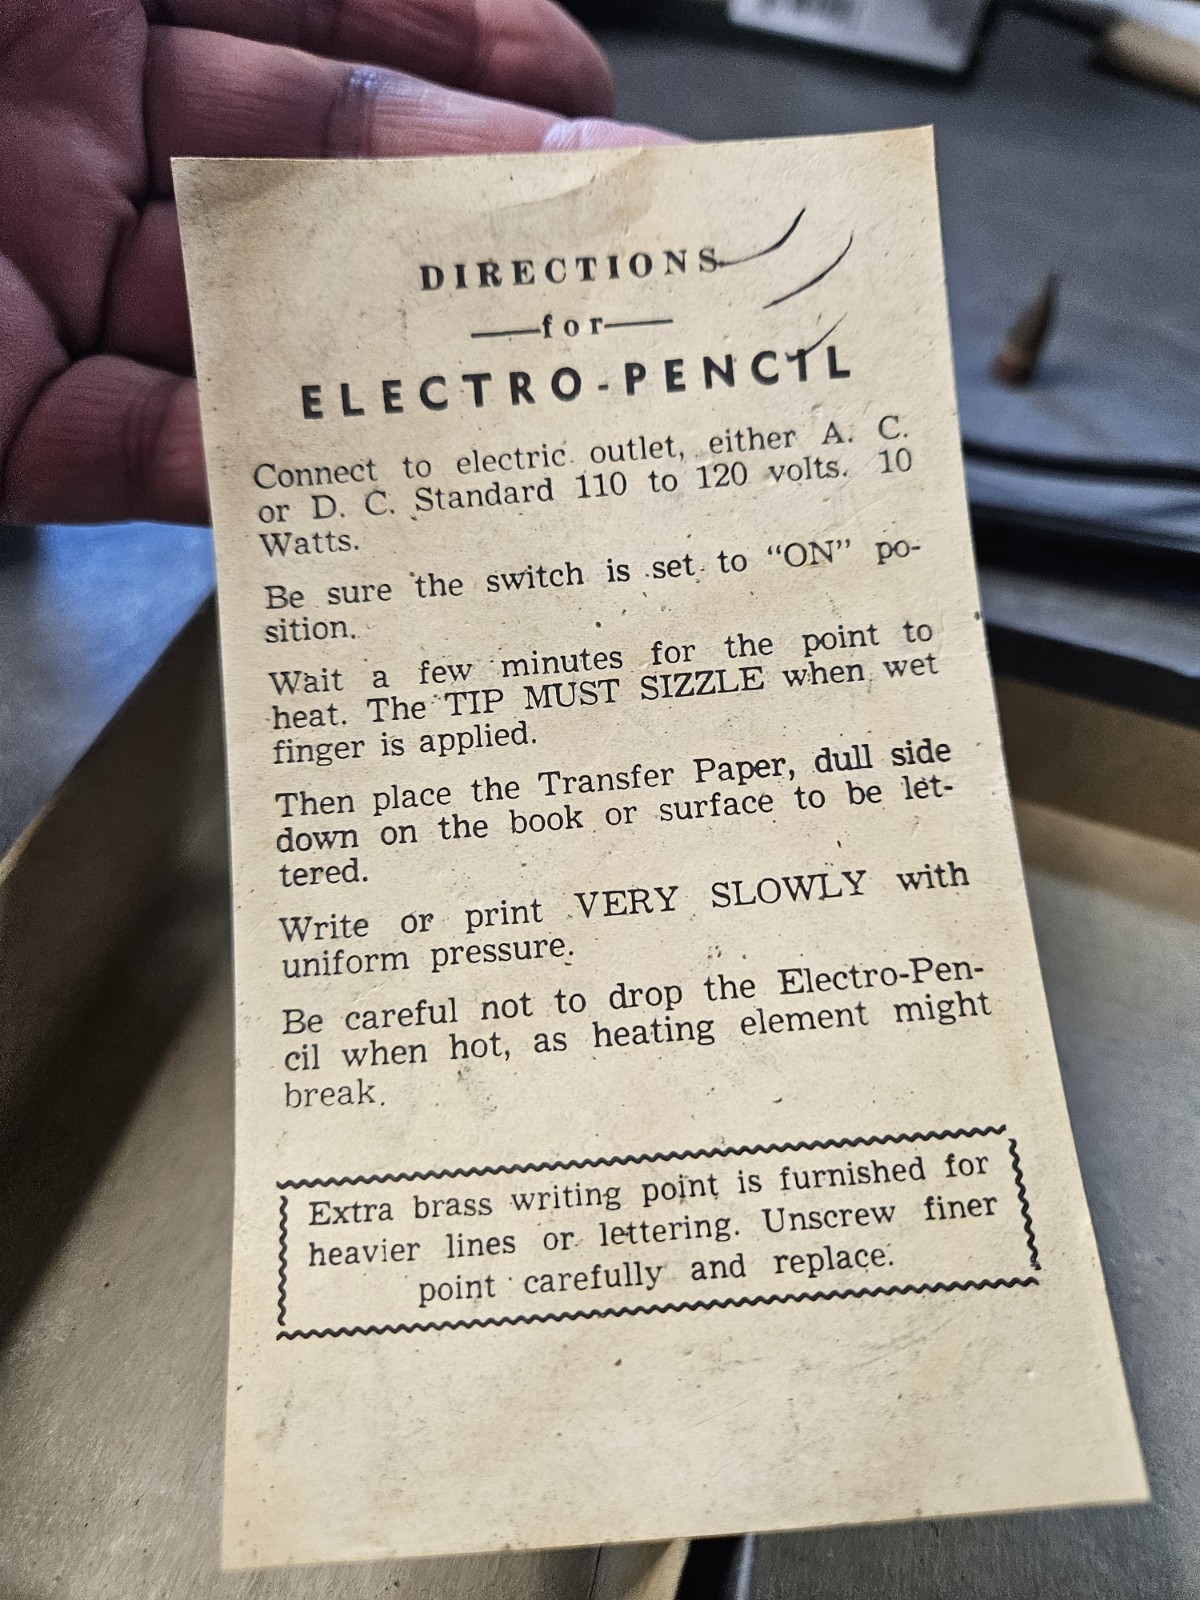 DIRECTIONS
for
ELECTRO-PENCIL
Connect to electric outlet, either A. C.
or D. C. Standard 110 to 120 volts. 10
Watts.
Be sure the switch is set to “ON” po-
sition.
Wait a few minutes for the point to
heat. The TIP MUST SIZZLE when wet
finger is applied.
Then place the Transfer Paper, dull side
down on the book or surface to be let-
tered.
Write or print VERY SLOWLY with
uniform pressure.
Be careful not to drop the Electro-Pen-
cil when hot, as heating element might
break.
Extra brass writing point is furnished for
heavier lines or lettering. Unscrew finer
point carefully and replace.